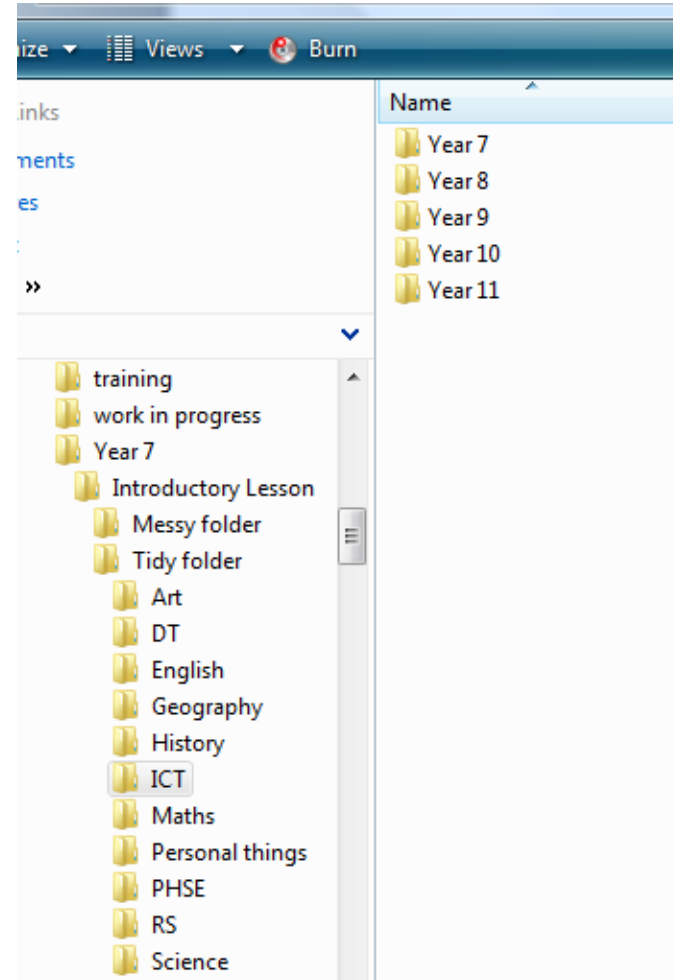 ize Views Burn
inks
ments
es
»
Name
Year 7
Year 8
Year 9
Year 10
Year 11
training
work in progress
Year 7
Introductory Lesson
Messy folder
Tidy folder
Art
DT
English
Geography
History
ICT
Maths
Personal things
PHSE
RS
Science